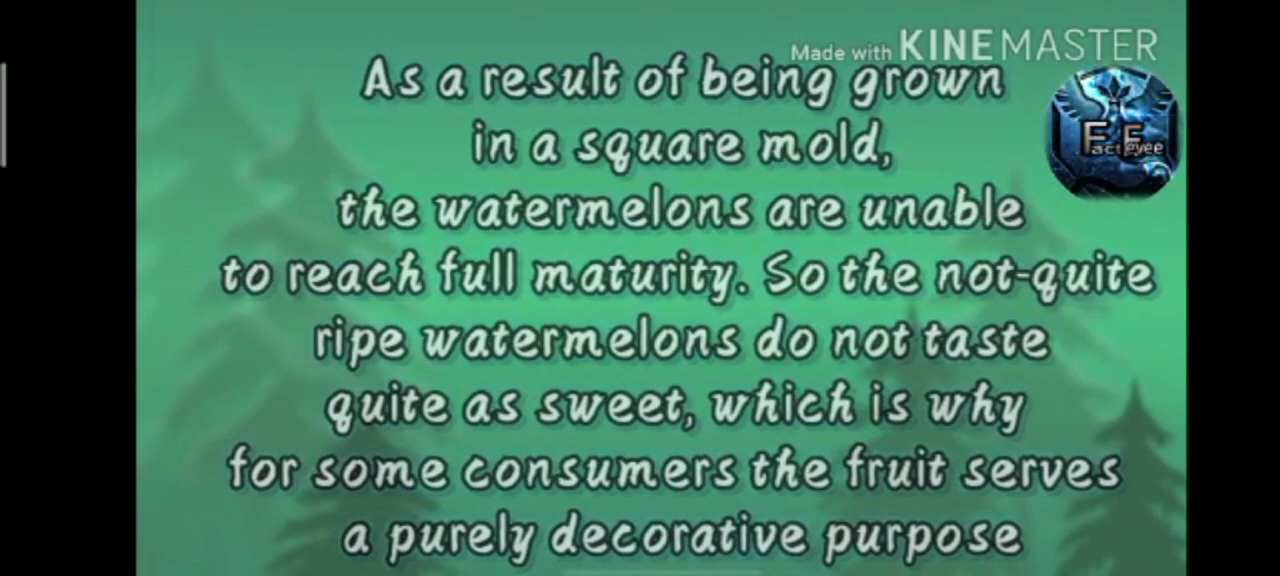 Made with KINEMASTER
As a result of being grown
in a square mold,
Fact Eyee
the watermelons are unable
to reach full maturity. So the not-quite
ripe watermelons do not taste
quite as sweet, which is why
for some consumers the fruit serves
a purely decorative purpose